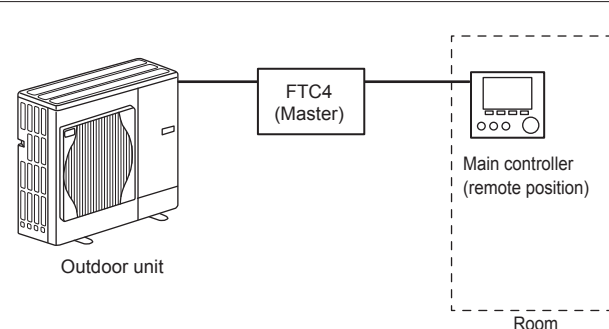 FTC4
(Master)
Main controller
(remote position)
Outdoor unit
Room